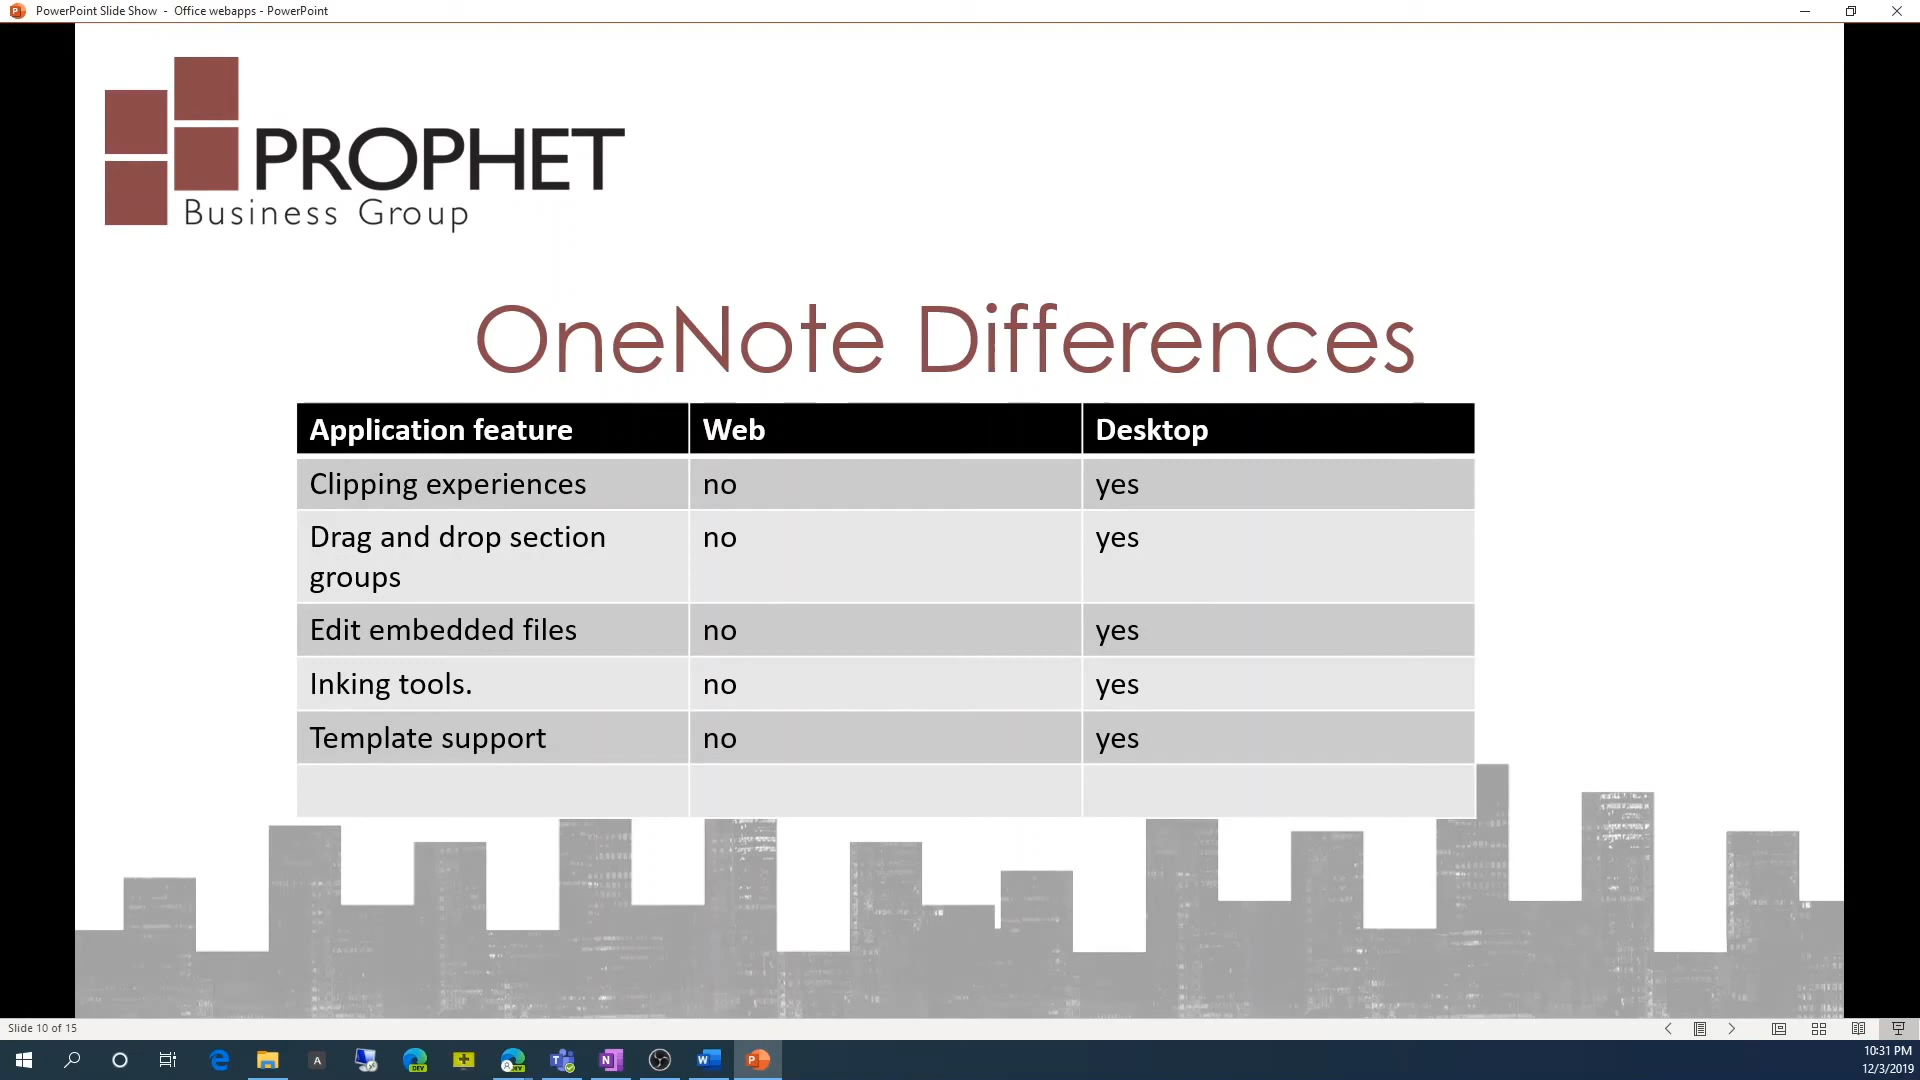 PowerPoint Slide Show - Office webapps - PowerPoint
PROPHET
Business Group
OneNote Differences
Application feature Web Desktop
Clipping experiences no yes
Drag and drop section no yes
groups
Edit embedded files no yes
Inking tools. no yes
Template support no yes
Slide 10 of 15
10:31 PM
12/3/2019